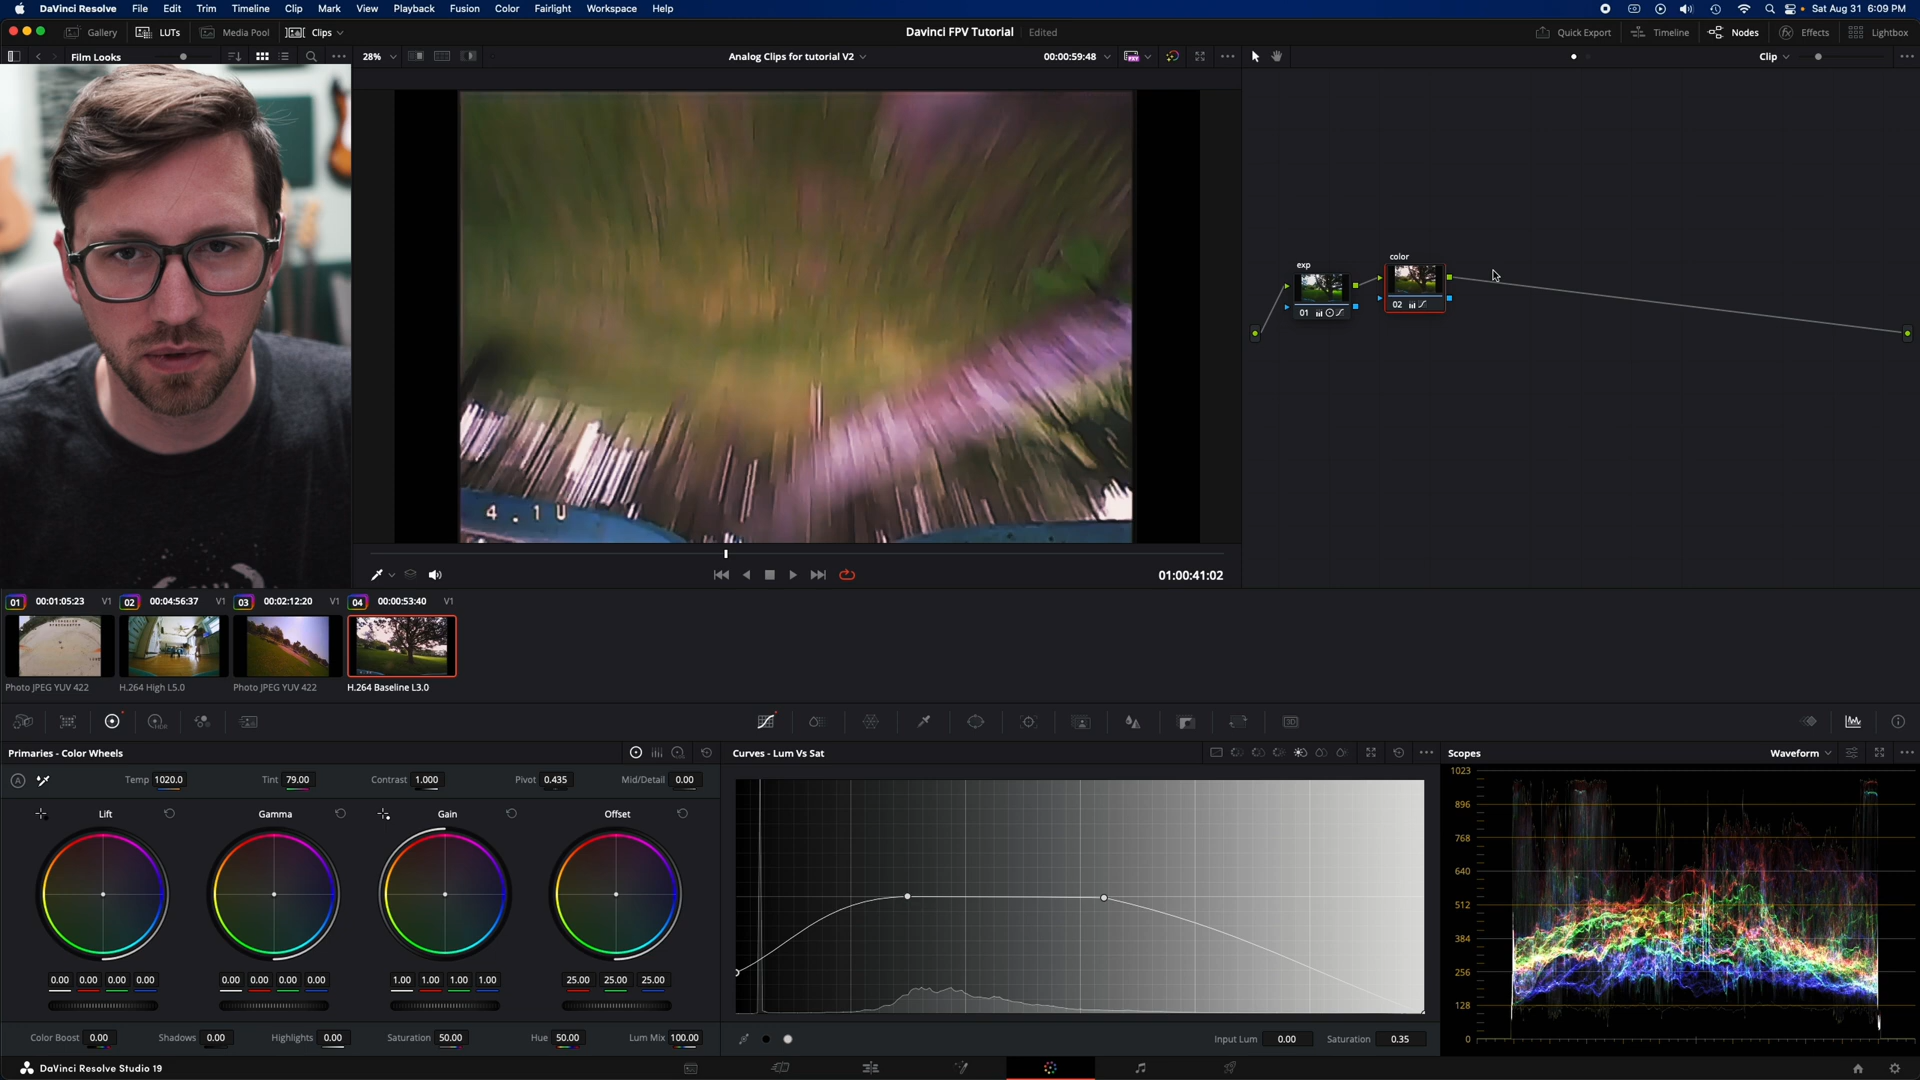 DaVinci Resolve File Edit Trim Timeline Clip Mark View Playback Fusion Color Fairlight Workspace Help Sat Aug 31 6:09 PM
Gallery LUTs Media Pool Clips Davinci FPV Tutorial Edited Quick Export Timeline Nodes Effects Lightbox
Film Looks 28% Analog Clips for tutorial V2 00:00:59:48 Clip
exp
color
01
02
4.1U
01:00:41:02
01 00:01:05:23 V1 02 00:04:56:37 V1 03 00:02:12:20 V1 04 00:00:53:40 V1
Photo JPEG YUV 422 H.264 High L5.0 Photo JPEG YUV 422 H.264 Baseline L3.0
Primaries - Color Wheels Curves - Lum Vs Sat Scopes Waveform
Temp 1020.0 Tint 79.00 Contrast 1.000 Pivot 0.435 Mid/Detail 0.00
Lift Gamma Gain Offset
0.00 0.00 0.00 0.00 0.00 0.00 0.00 0.00 1.00 1.00 1.00 1.00 25.00 25.00 25.00
Color Boost 0.00 Shadows 0.00 Highlights 0.00 Saturation 50.00 Hue 50.00 Lum Mix 100.00
Input Lum 0.00 Saturation 0.35
1023
896
768
640
512
384
256
128
0
DaVinci Resolve Studio 19